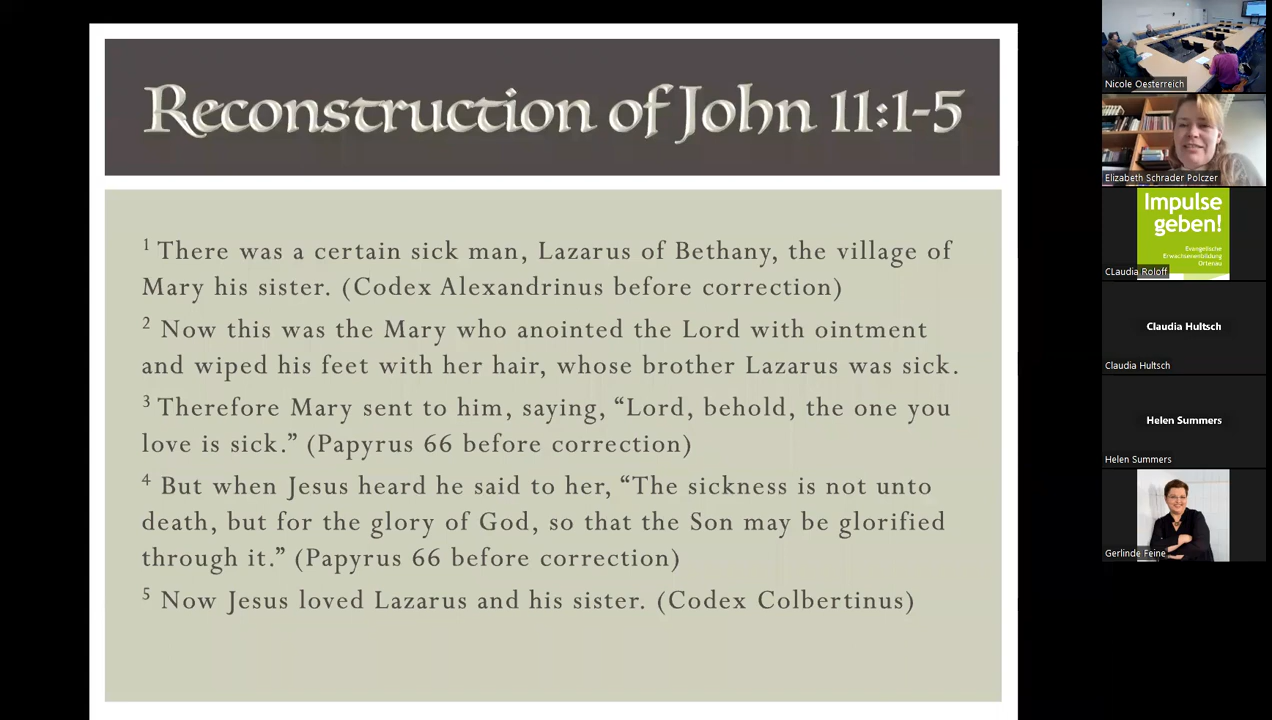 Reconstruction of John 11:1-5
1 There was a certain sick man, Lazarus of Bethany, the village of
Mary his sister. (Codex Alexandrinus before correction)
2 Now this was the Mary who anointed the Lord with ointment
and wiped his feet with her hair, whose brother Lazarus was sick.
3 Therefore Mary sent to him, saying, “Lord, behold, the one you
love is sick.” (Papyrus 66 before correction)
4 But when Jesus heard he said to her, “The sickness is not unto
death, but for the glory of God, so that the Son may be glorified
through it.” (Papyrus 66 before correction)
5 Now Jesus loved Lazarus and his sister. (Codex Colbertinus)
Nicole Oesterreich
Elizabeth Schrader Polczer
Impulse
geben!
Evangelische
Erwachsenenbildung
Ortenau
CLaudia Roloff
Claudia Hultsch
Claudia Hultsch
Helen Summers
Helen Summers
Gerlinde Feine